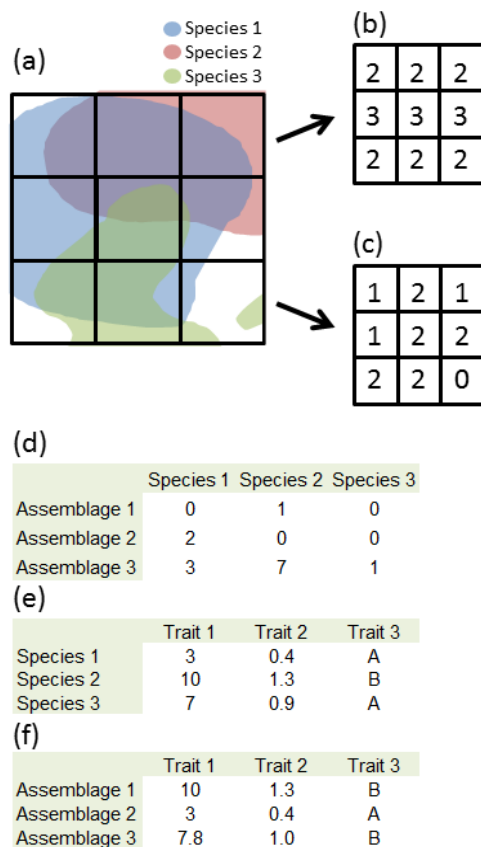 Species 1
Species 2
Species 3
(a)
(b)
2 2 2
3 3 3
2 2 2
(c)
1 2 1
1 2 2
2 2 0
(d)
Species 1 Species 2 Species 3
Assemblage 1 0 1 0
Assemblage 2 2 0 0
Assemblage 3 3 7 1
(e)
Trait 1 Trait 2 Trait 3
Species 1 3 0.4 A
Species 2 10 1.3 B
Species 3 7 0.9 A
(f)
Trait 1 Trait 2 Trait 3
Assemblage 1 10 1.3 B
Assemblage 2 3 0.4 A
Assemblage 3 7.8 1.0 B